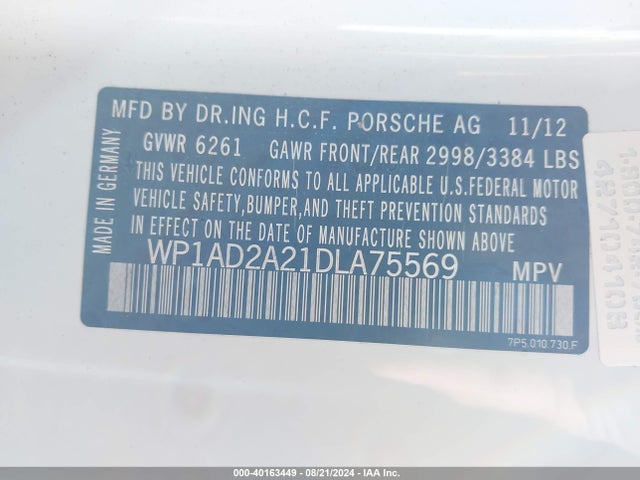 MFD BY DR.ING H.C.F. PORSCHE AG 11/12
GVWR 6261 GAWR FRONT/REAR 2998/3384 LBS
THIS VEHICLE CONFORMS TO ALL APPLICABLE U.S.FEDERAL MOTOR
VEHICLE SAFETY,BUMPER,AND THEFT PREVENTION STANDARDS
IN EFFECT ON THE DATE OF MANUFACTURE SHOWN ABOVE
MADE IN GERMANY
WP1AD2A21DLA75569 MPV
7P5.010.730.F
000-40163449 - 08/21/2024 - IAAI.COM